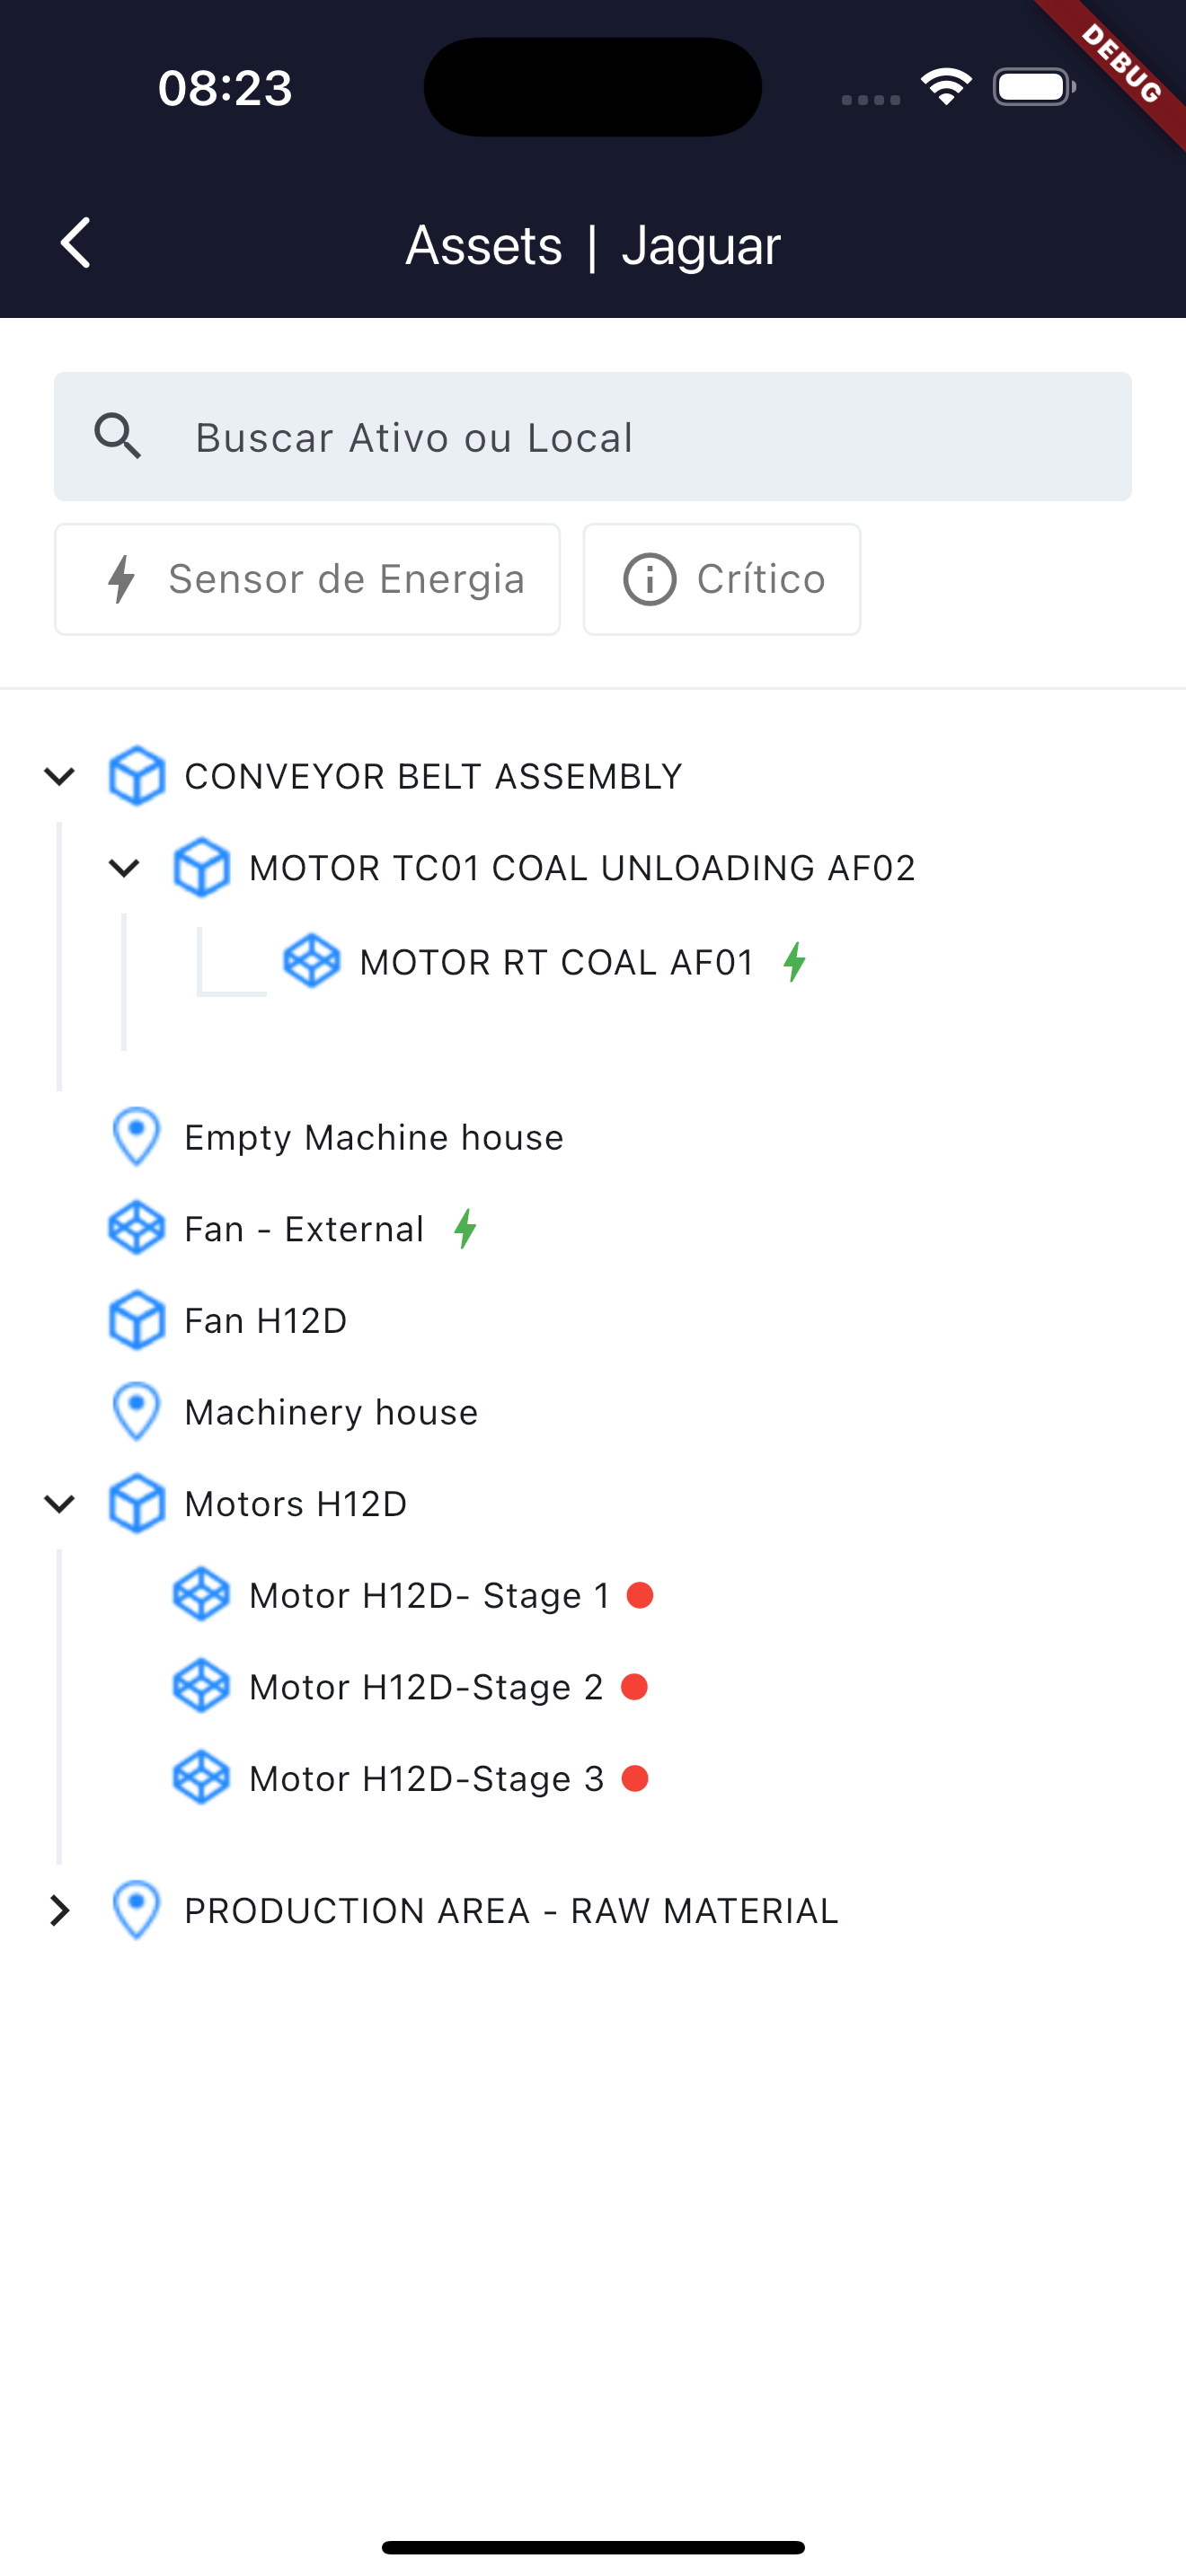 08:23
DEBUG
Assets | Jaguar
Buscar Ativo ou Local
Sensor de Energia
Crítico
CONVEYOR BELT ASSEMBLY
MOTOR TC01 COAL UNLOADING AF02
MOTOR RT COAL AF01
Empty Machine house
Fan - External
Fan H12D
Machinery house
Motors H12D
Motor H12D- Stage 1
Motor H12D-Stage 2
Motor H12D-Stage 3
PRODUCTION AREA - RAW MATERIAL